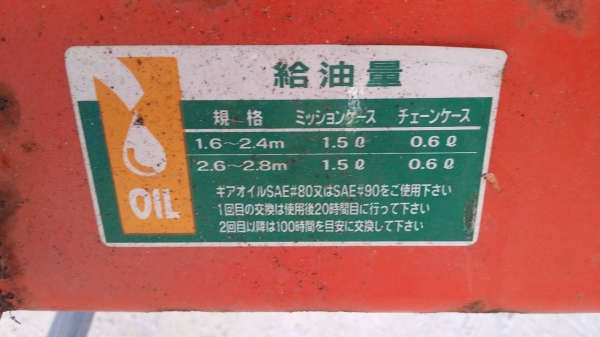 給油量
規格 ミッションケース チェーンケース
1.6～2.4m 1.5ℓ 0.6ℓ
2.6～2.8m 1.5ℓ 0.6ℓ
ギアオイルSAE#80又はSAE#90をご使用下さい
1回目の交換は使用後20時間目に行って下さい
2回目以降は100時間を目安に交換して下さい
OIL